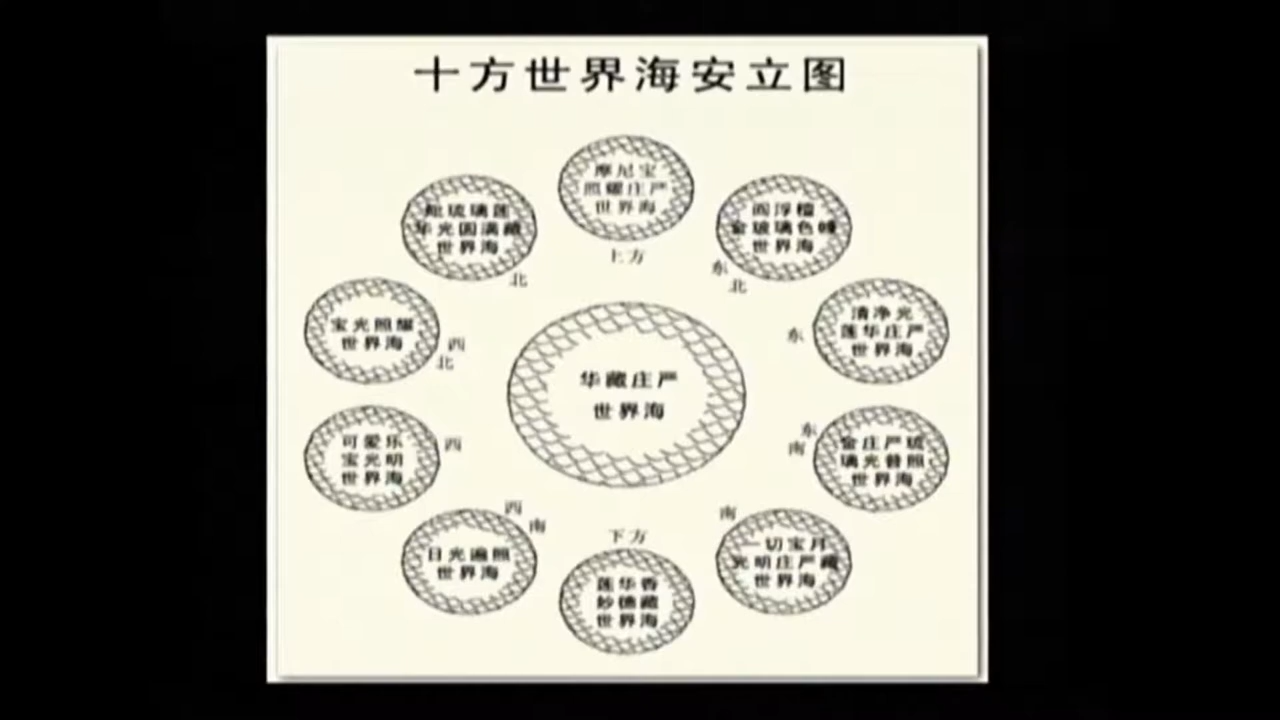 十方世界海安立图
摩尼宝
照耀庄严
世界海
上方
毗琉璃莲
华光圆满藏
世界海
北
阎浮檀
金玻璃色幢
世界海
东
北
宝光照耀
世界海
西
北
清净光
莲华庄严
世界海
东
华藏庄严
世界海
可爱乐
宝光明
世界海
西
金庄严琉
璃光普照
世界海
东
南
日光遍照
世界海
西
南
下方
莲华香
妙德藏
世界海
一切宝月
光明庄严藏
世界海
南